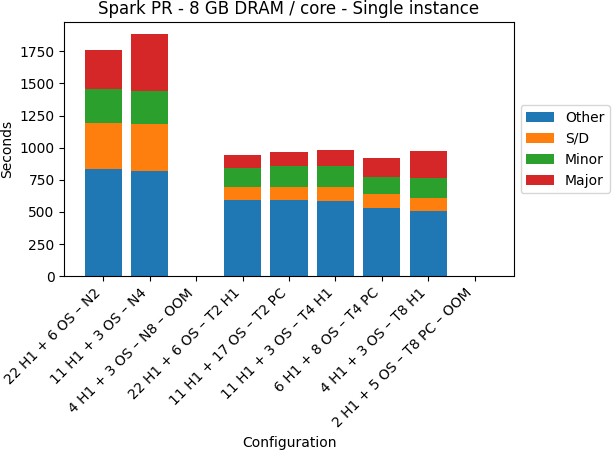 Spark PR - 8 GB DRAM / core - Single instance
Seconds
1750
1500
1250
1000
750
500
250
0
22 H1 + 6 OS – N2
11 H1 + 3 OS – N4
4 H1 + 3 OS – N8 – OOM
22 H1 + 6 OS – T2 H1
11 H1 + 17 OS – T2 PC
11 H1 + 3 OS – T4 H1
6 H1 + 8 OS – T4 PC
4 H1 + 3 OS – T8 H1
2 H1 + 5 OS – T8 PC – OOM
Configuration
Other
S/D
Minor
Major